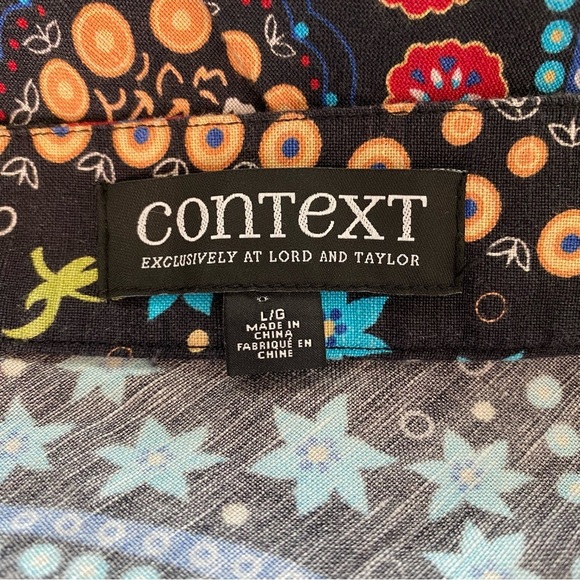 conTexT
EXCLUSIVELY AT LORD AND TAYLOR
L/G
MADE IN
CHINA
FABRIQUÉ EN
CHINE